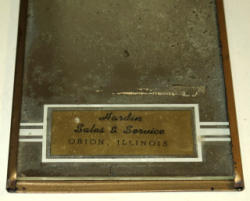 Hardin
Sales & Service
ORION, ILLINOIS